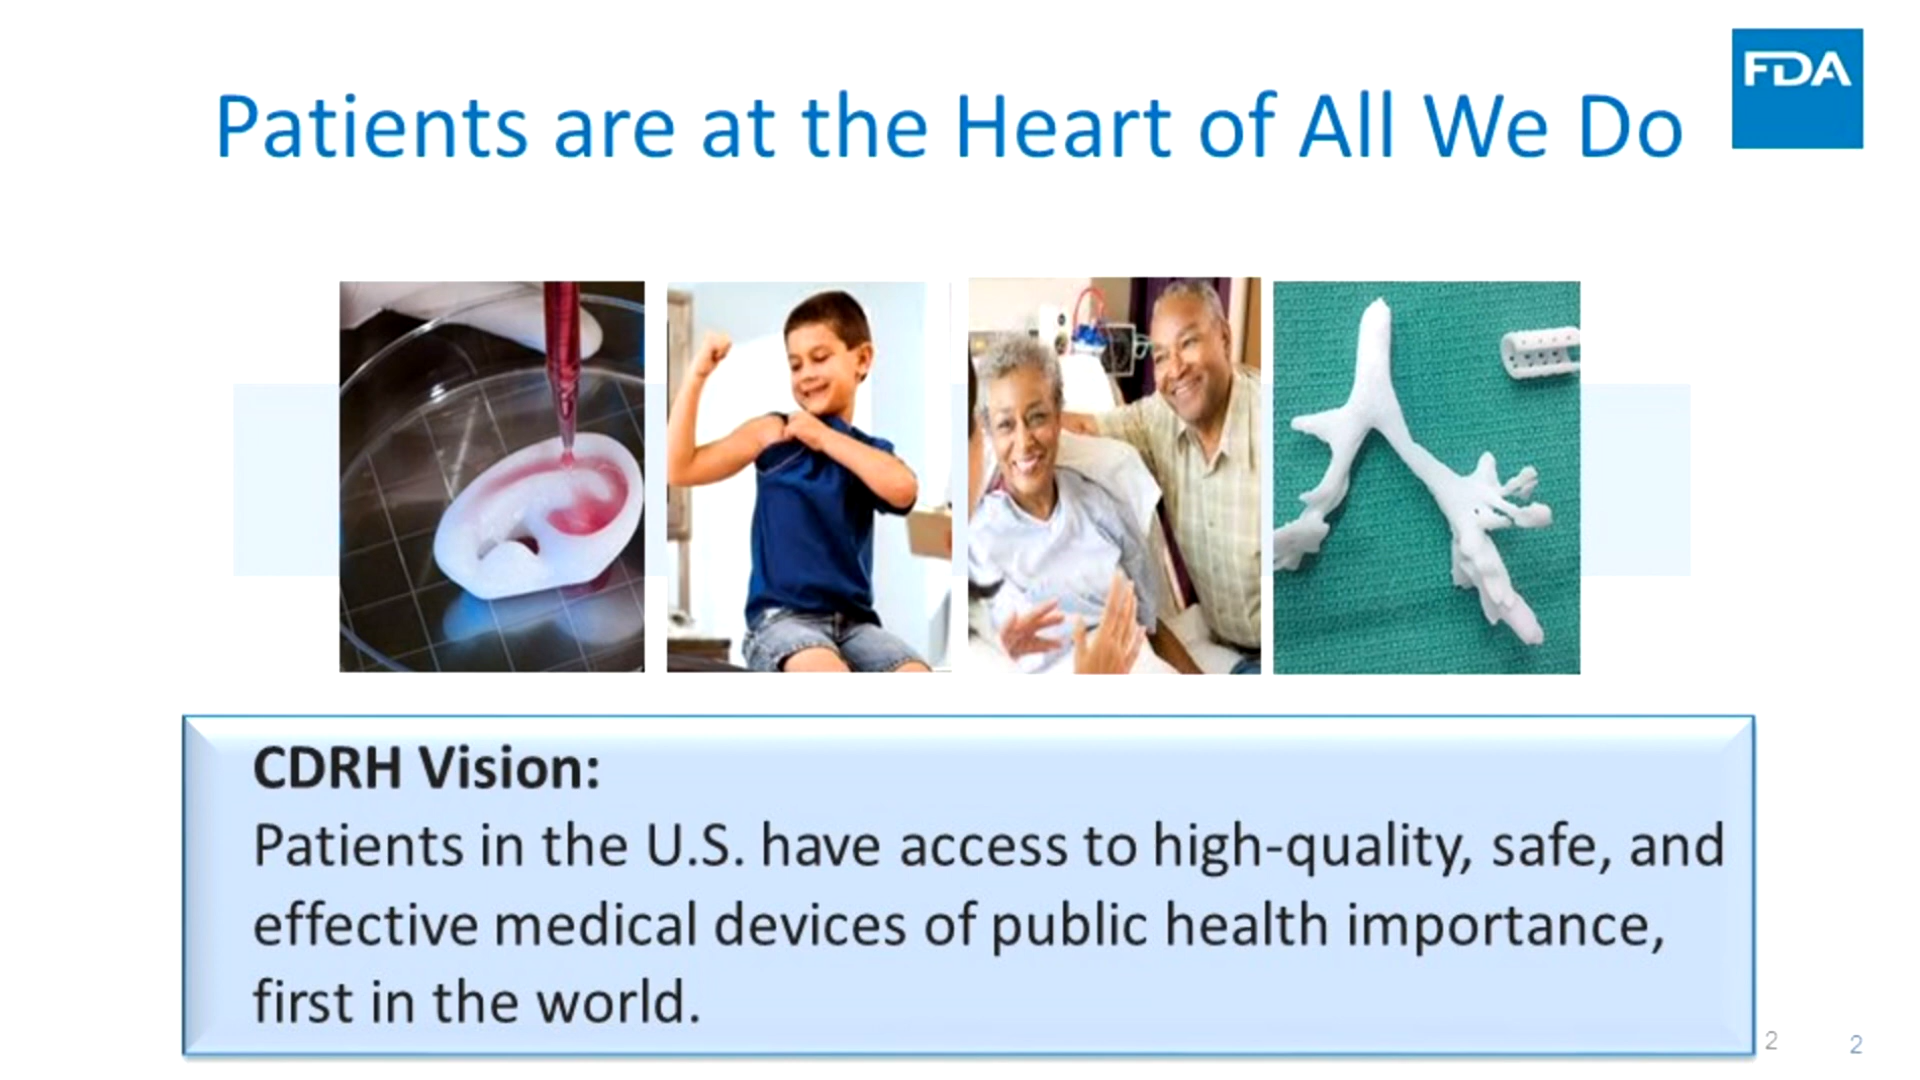 FDA
Patients are at the Heart of All We Do
CDRH Vision:
Patients in the U.S. have access to high-quality, safe, and
effective medical devices of public health importance,
first in the world.
2
2